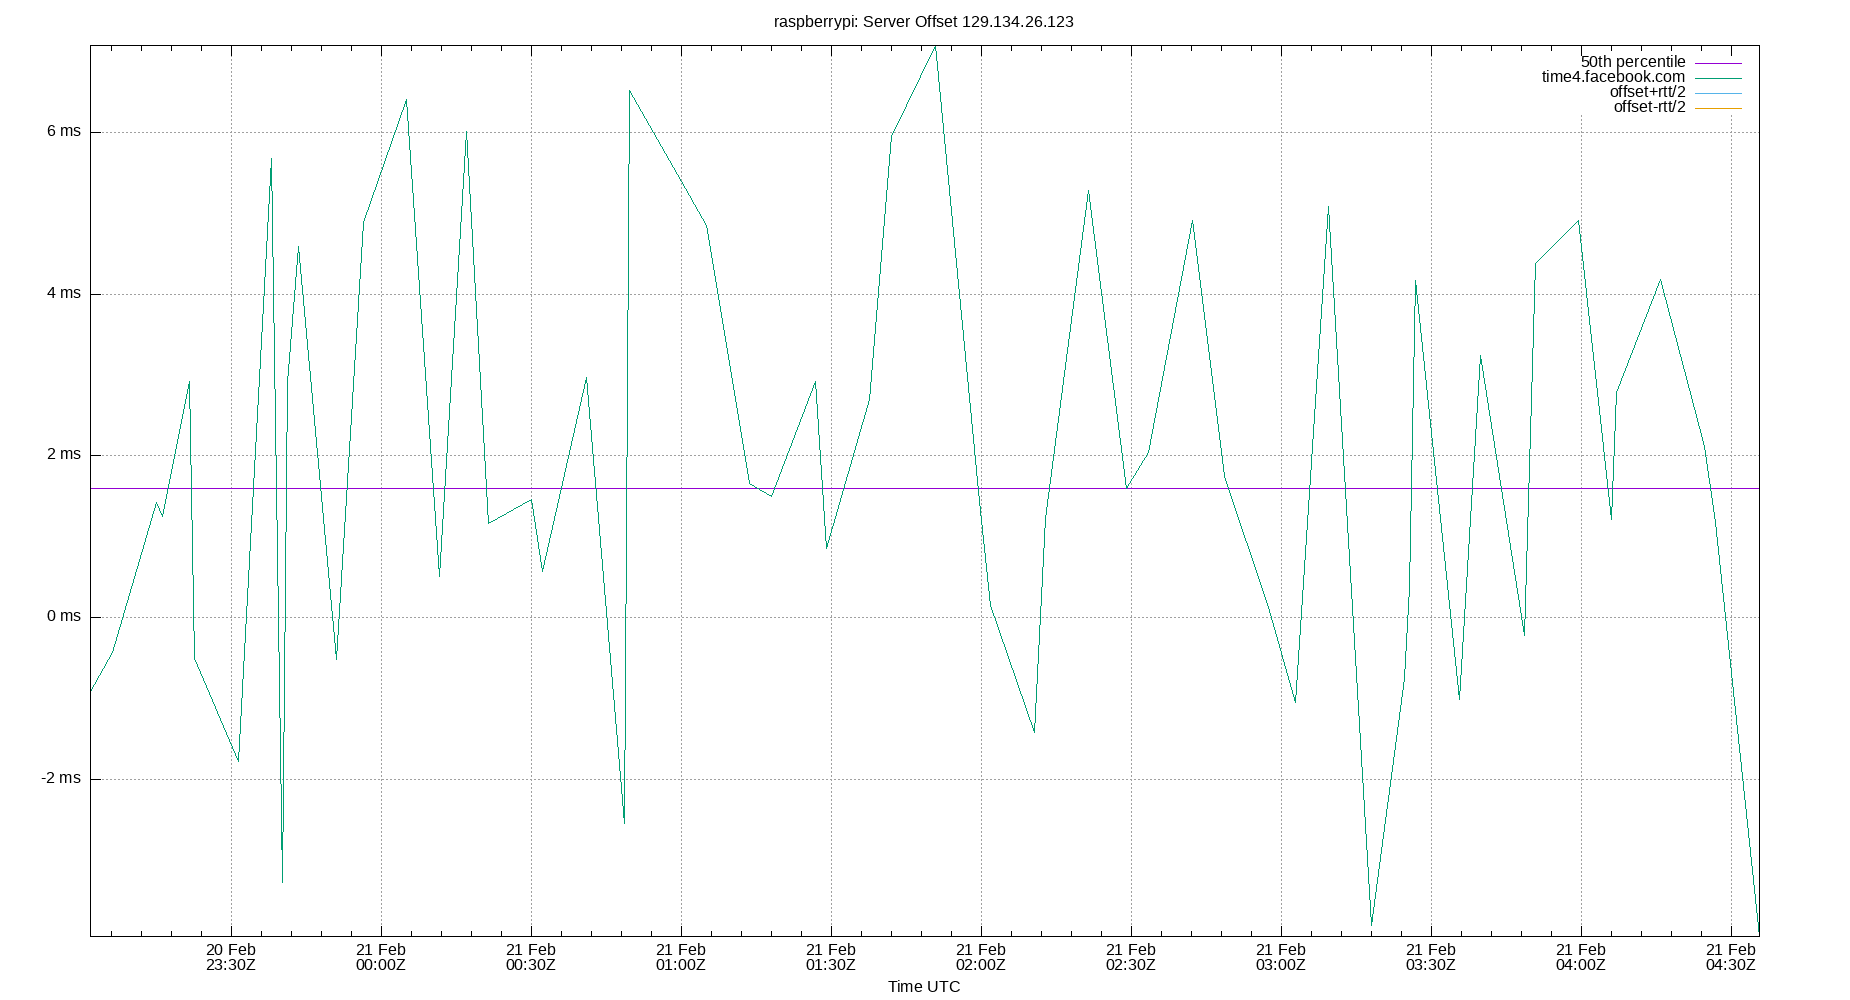 raspberrypi: Server Offset 129.134.26.123
50th percentile
time4.facebook.com
offset+rtt/2
offset-rtt/2
6 ms
4 ms
2 ms
0 ms
-2 ms
20 Feb 21 Feb 21 Feb 21 Feb 21 Feb 21 Feb 21 Feb 21 Feb 21 Feb 21 Feb 21 Feb
23:30Z 00:00Z 00:30Z 01:00Z 01:30Z 02:00Z 02:30Z 03:00Z 03:30Z 04:00Z 04:30Z
Time UTC